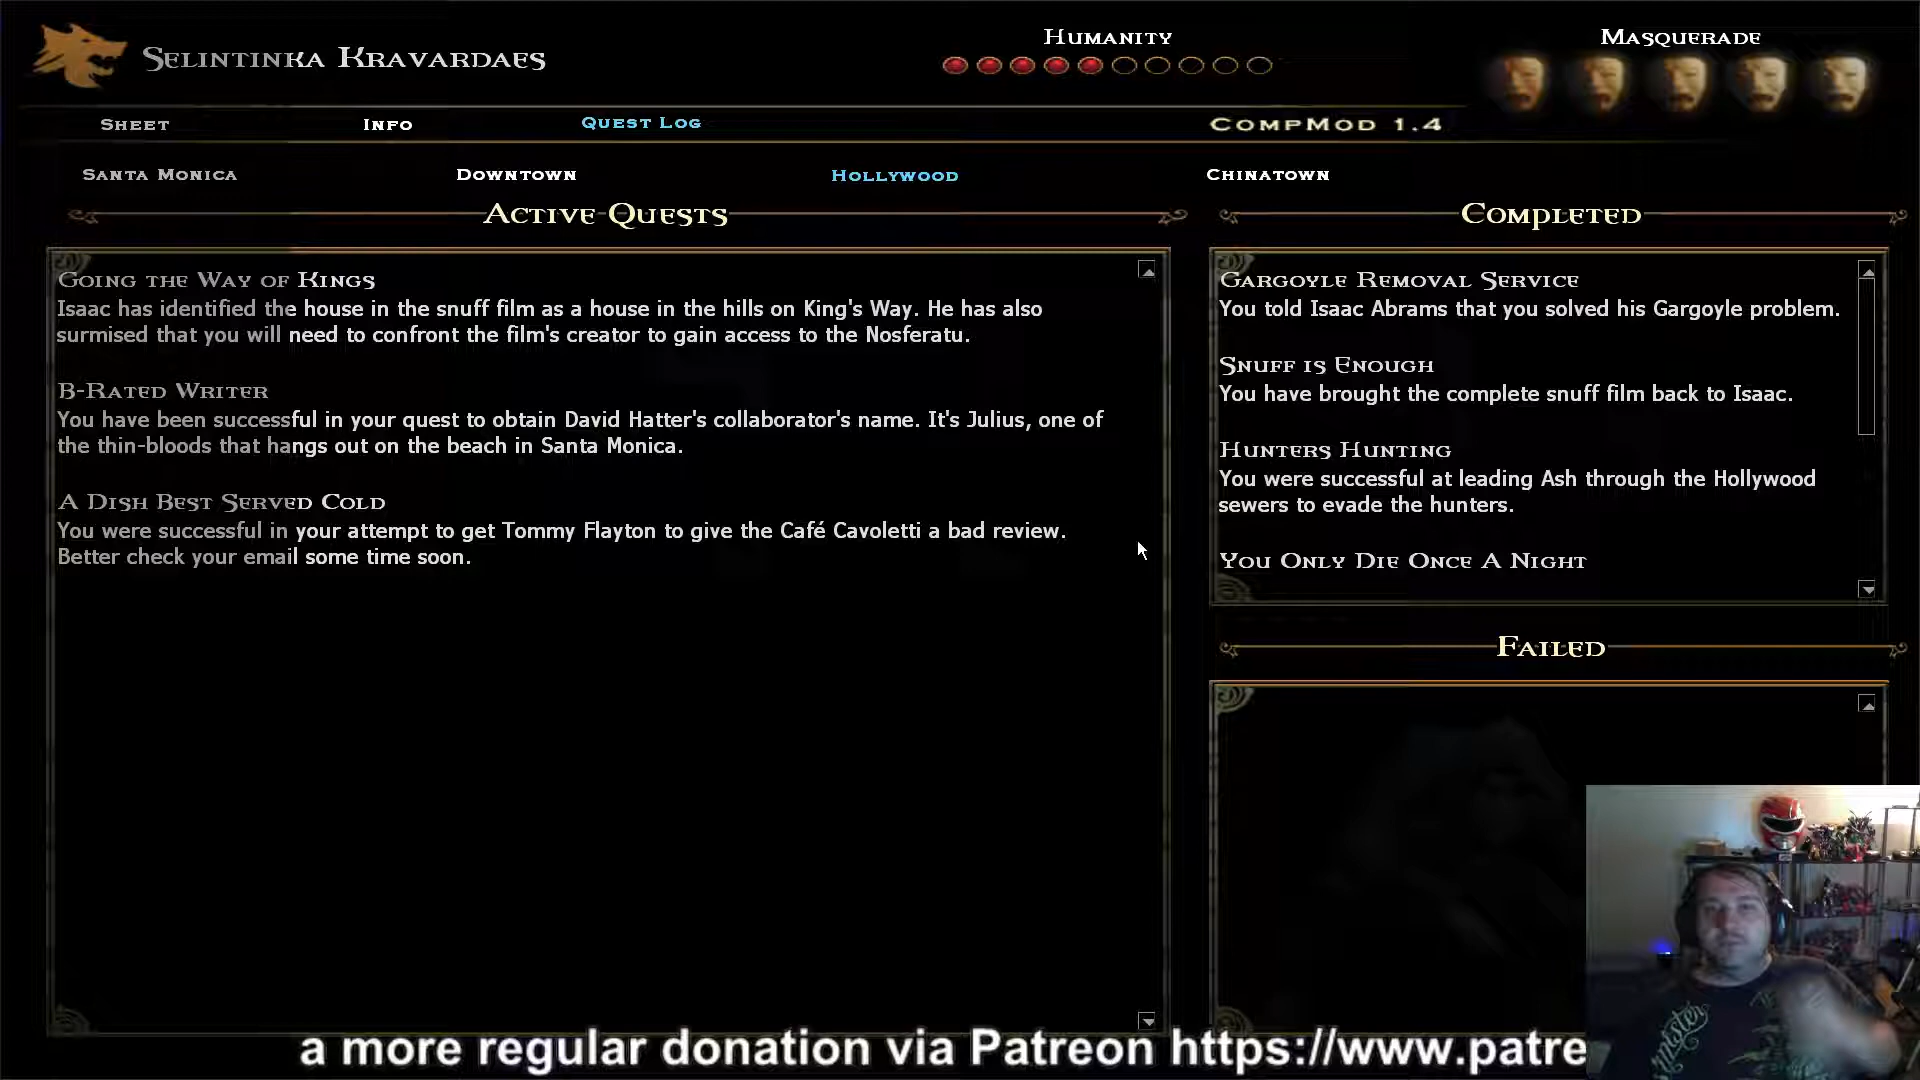 Selintinka Kravardaes
Humanity
Masquerade
Sheet
Info
Quest Log
CompMod 1.4
Santa Monica
Downtown
Hollywood
Chinatown
Active Quests
Going the Way of Kings
Isaac has identified the house in the snuff film as a house in the hills on King's Way. He has also
surmised that you will need to confront the film's creator to gain access to the Nosferatu.
B-Rated Writer
You have been successful in your quest to obtain David Hatter's collaborator's name. It's Julius, one of
the thin-bloods that hangs out on the beach in Santa Monica.
A Dish Best Served Cold
You were successful in your attempt to get Tommy Flayton to give the Café Cavoletti a bad review.
Better check your email some time soon.
Completed
Gargoyle Removal Service
You told Isaac Abrams that you solved his Gargoyle problem.
Snuff is Enough
You have brought the complete snuff film back to Isaac.
Hunters Hunting
You were successful at leading Ash through the Hollywood
sewers to evade the hunters.
You Only Die Once A Night
Failed
a more regular donation via Patreon https://www.patre